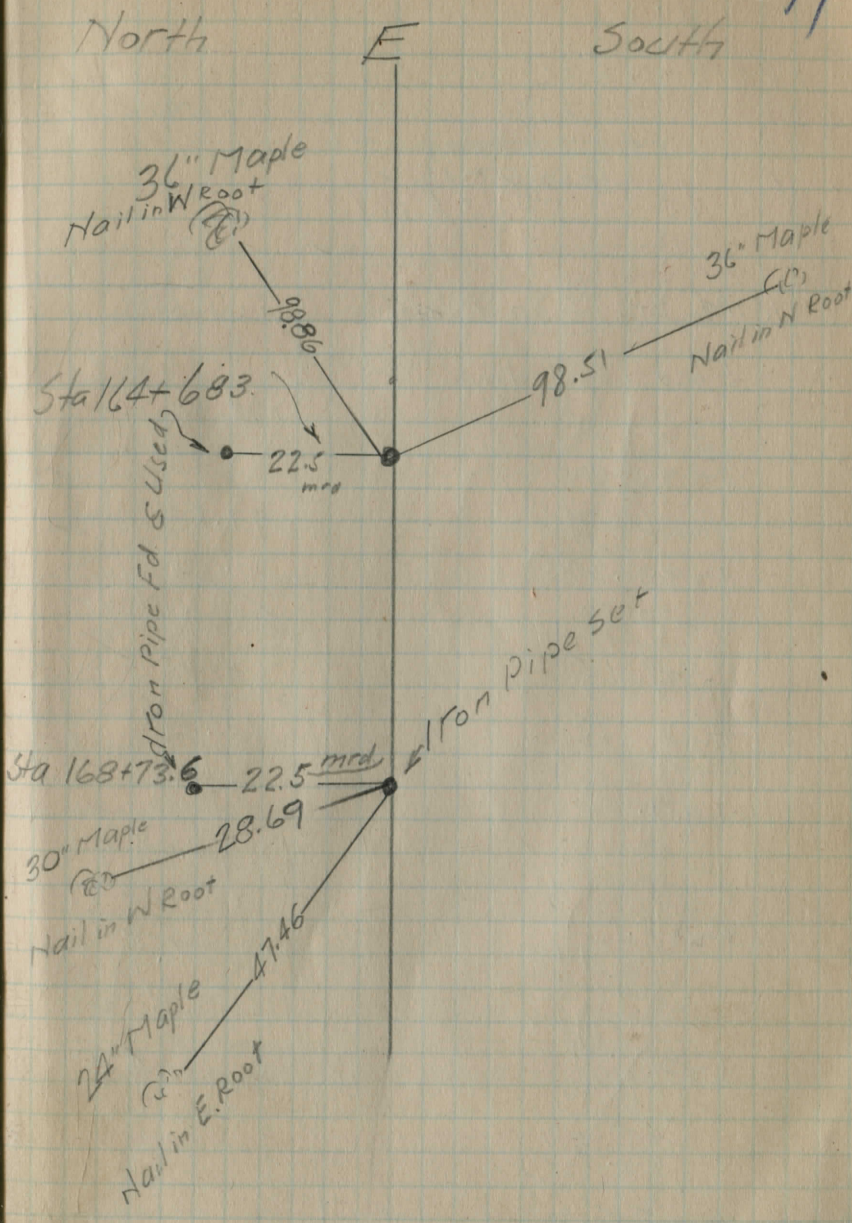 North
E
South
36" Maple
Nail in W Root
36" Maple
Nail in N Root
98.86
98.51
Sta 164+683.
22.5
mrd
Iron Pipe Fd & Used
Iron Pipe Set
Sta 168+73.6
22.5 mrd
28.69
30" Maple
Nail in W Root
47.46
24" Maple
Nail in E. Root